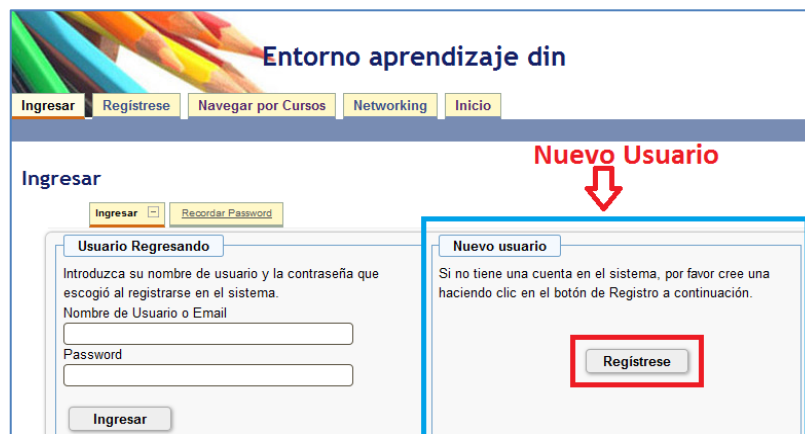 Entorno aprendizaje din
Ingresar Regístrese Navegar por Cursos Networking Inicio
Nuevo Usuario
Ingresar
Ingresar Recordar Password
Usuario Regresando
Introduzca su nombre de usuario y la contraseña que
escogió al registrarse en el sistema.
Nombre de Usuario o Email
Password
Ingresar
Nuevo usuario
Si no tiene una cuenta en el sistema, por favor cree una
haciendo clic en el botón de Registro a continuación.
Regístrese